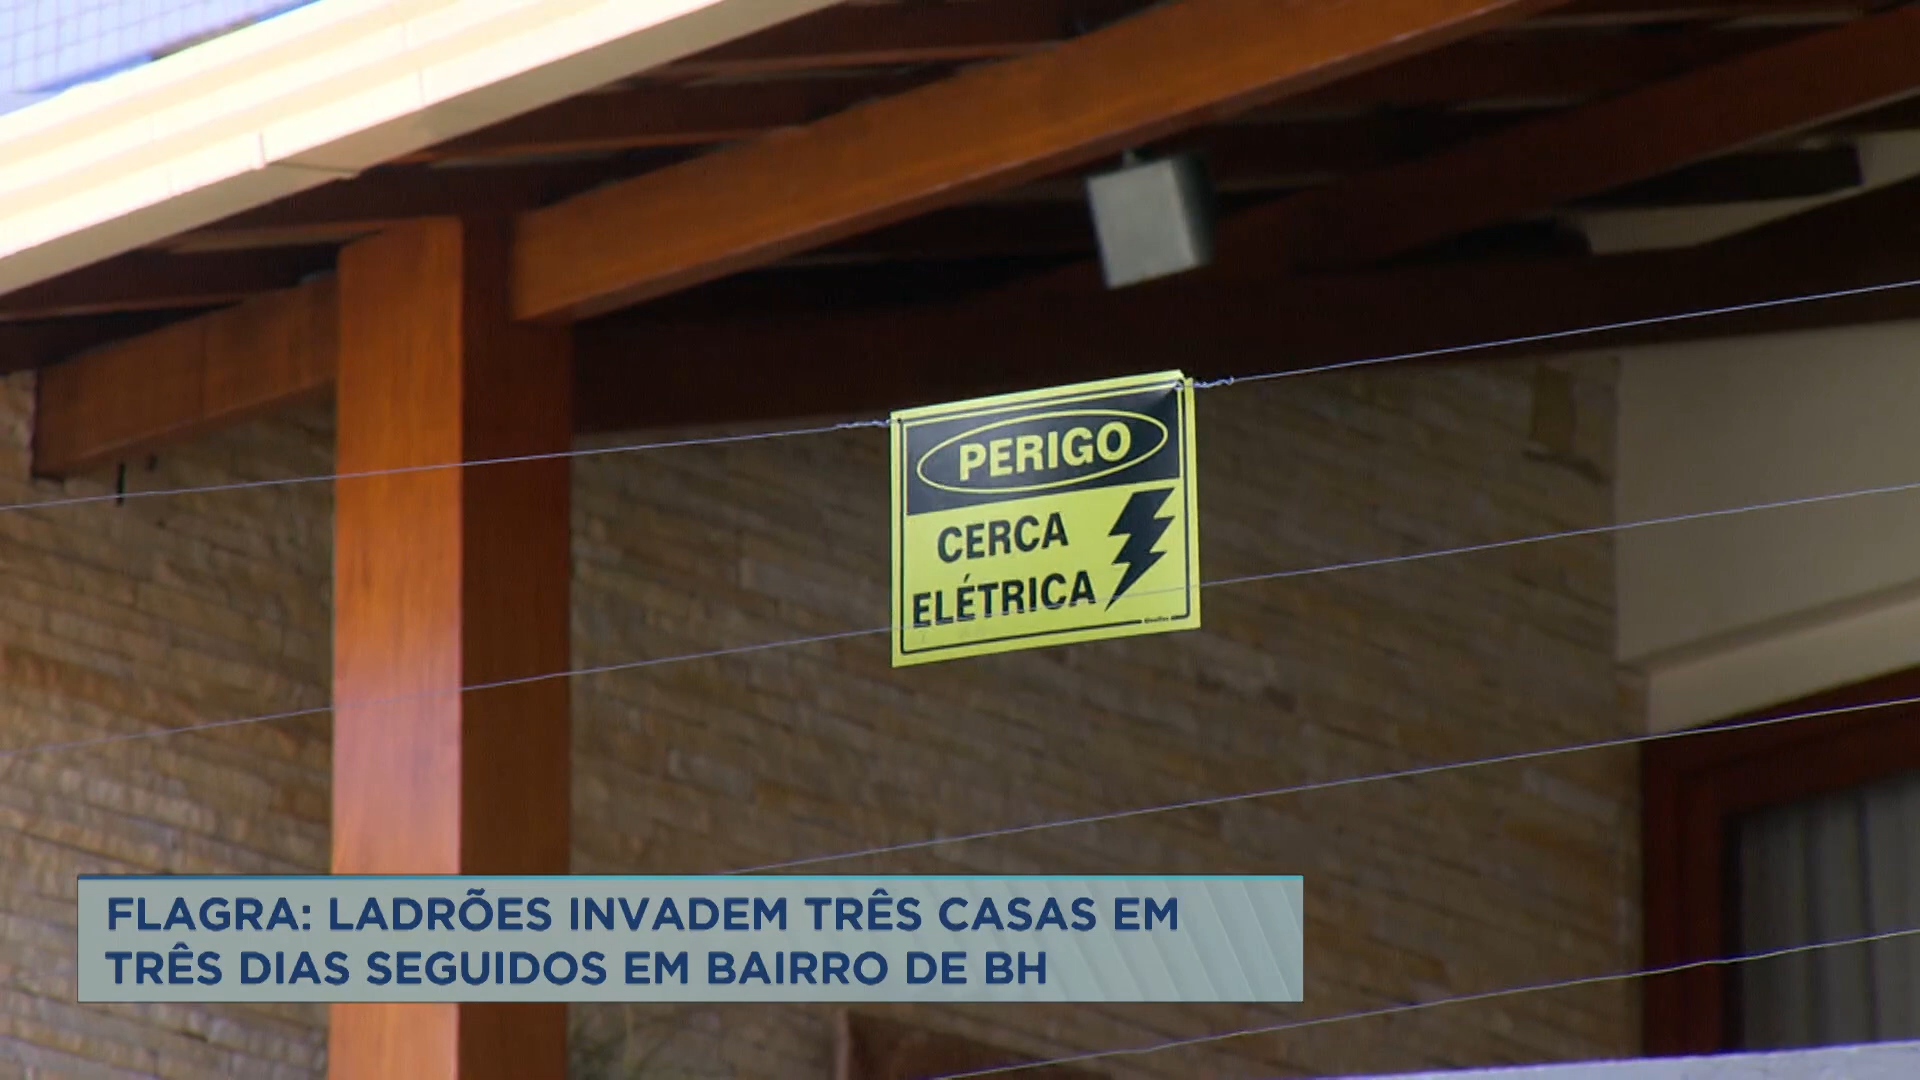 PERIGO
CERCA
ELÉTRICA
FLAGRA: LADRÕES INVADEM TRÊS CASAS EM
TRÊS DIAS SEGUIDOS EM BAIRRO DE BH